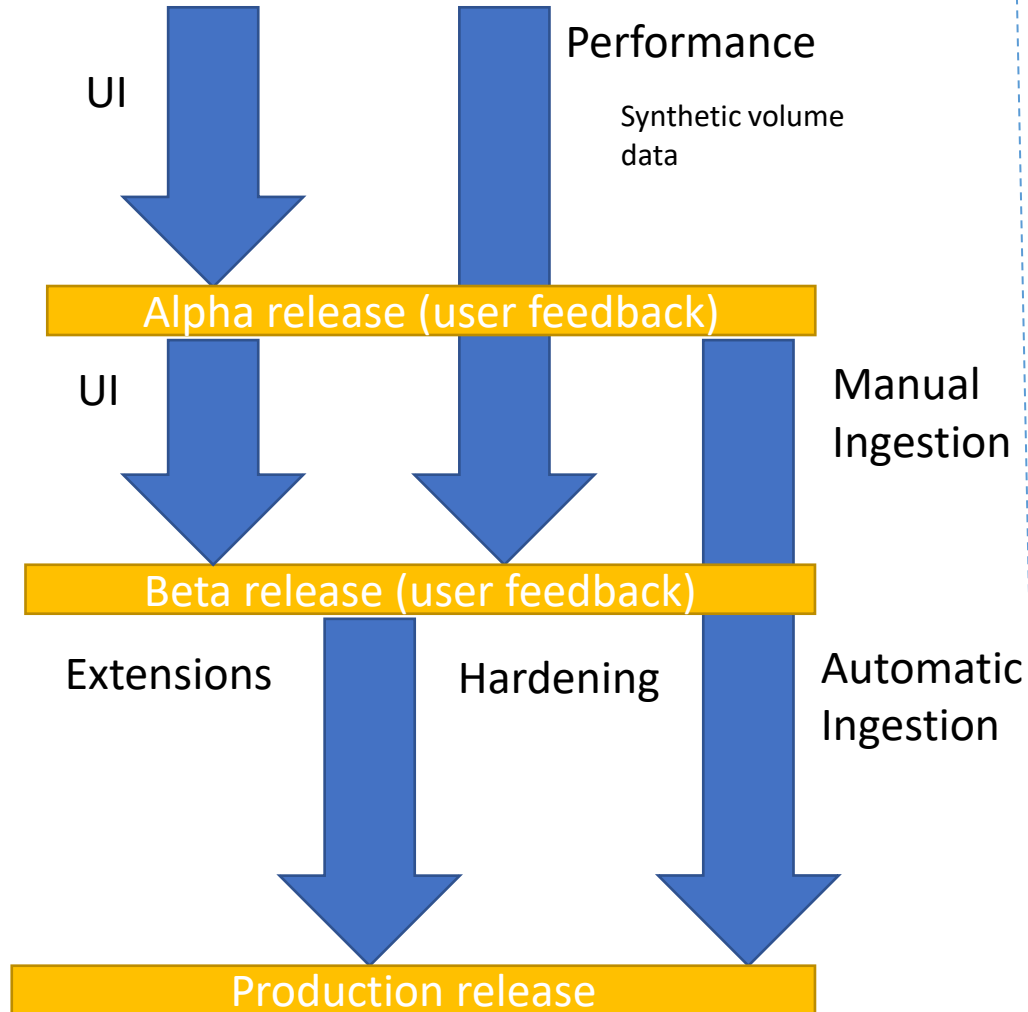 UI
Performance
Synthetic volume
data
Alpha release (user feedback)
UI
Manual
Ingestion
Beta release (user feedback)
Extensions
Hardening
Automatic
Ingestion
Production release